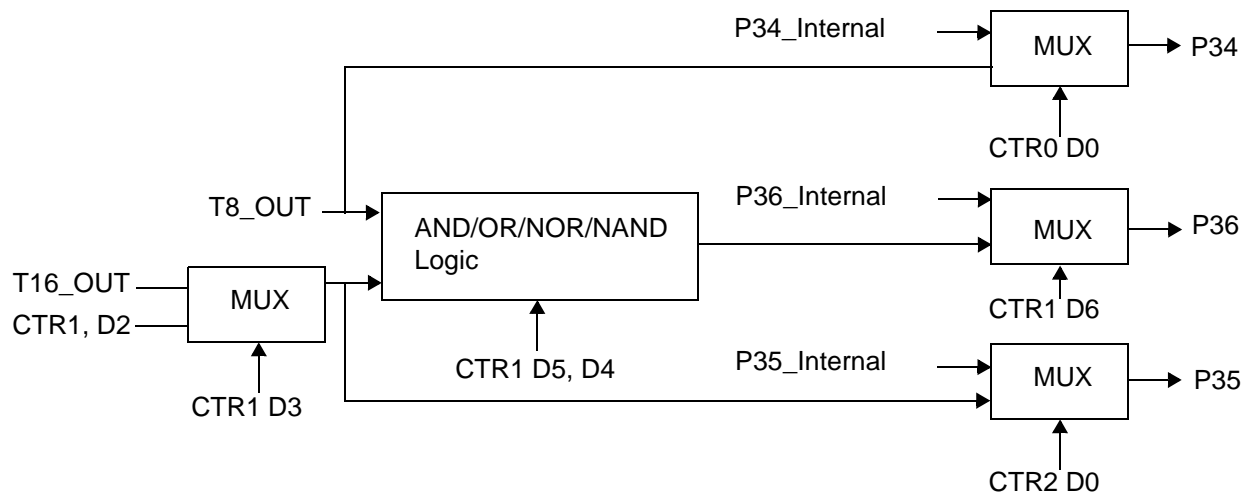 P34_Internal
MUX
P34
CTR0 D0
T8_OUT
AND/OR/NOR/NAND
Logic
P36_Internal
MUX
P36
T16_OUT
MUX
CTR1, D2
CTR1 D6
CTR1 D5, D4
P35_Internal
MUX
P35
CTR1 D3
CTR2 D0